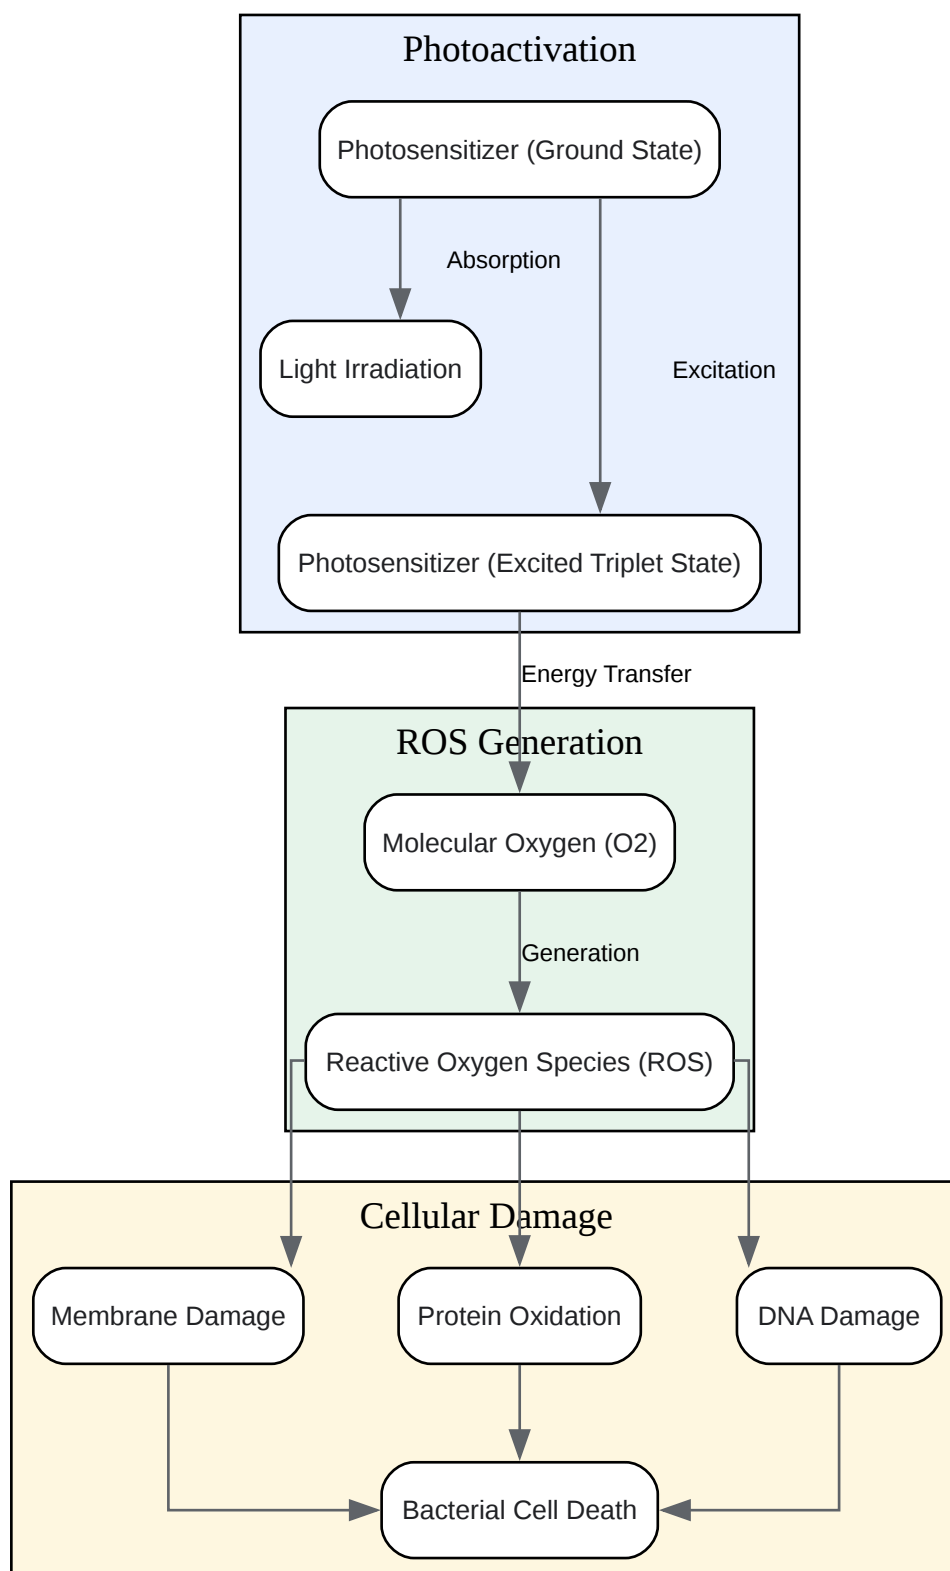 Photoactivation
Photosensitizer (Ground State)
Absorption
Light Irradiation
Excitation
Photosensitizer (Excited Triplet State)
Energy Transfer
ROS Generation
Molecular Oxygen (O2)
Generation
Reactive Oxygen Species (ROS)
Cellular Damage
Membrane Damage
Protein Oxidation
DNA Damage
Bacterial Cell Death